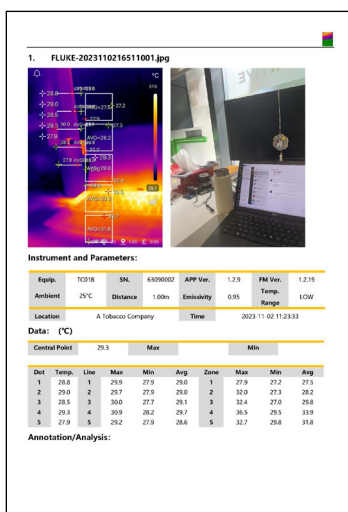 1. FLUKE-2023110216511001.jpg
°C
Instrument and Parameters:
Equip. TC01B SN. 63090002 APP Ver. 1.2.9 FM Ver. 1.2.19
Ambient 25°C Distance 1.00m Emissivity 0.95 Temp. Range LOW
Location A Tobacco Company Time 2023-11-02 11:23:33
Data: (°C)
Central Point 29.3 Max Min
Dot Temp. Line Max Min Avg Zone Max Min Avg
1 28.8 1 29.9 27.9 29.0 1 27.9 27.2 27.5
2 29.0 2 29.7 27.9 29.0 2 32.0 27.3 28.2
3 28.5 3 30.0 27.7 29.1 3 32.4 27.0 29.8
4 29.3 4 30.9 28.2 29.7 4 36.5 29.5 33.9
5 27.9 5 29.2 27.9 28.6 5 32.7 29.8 31.8
Annotation/Analysis: